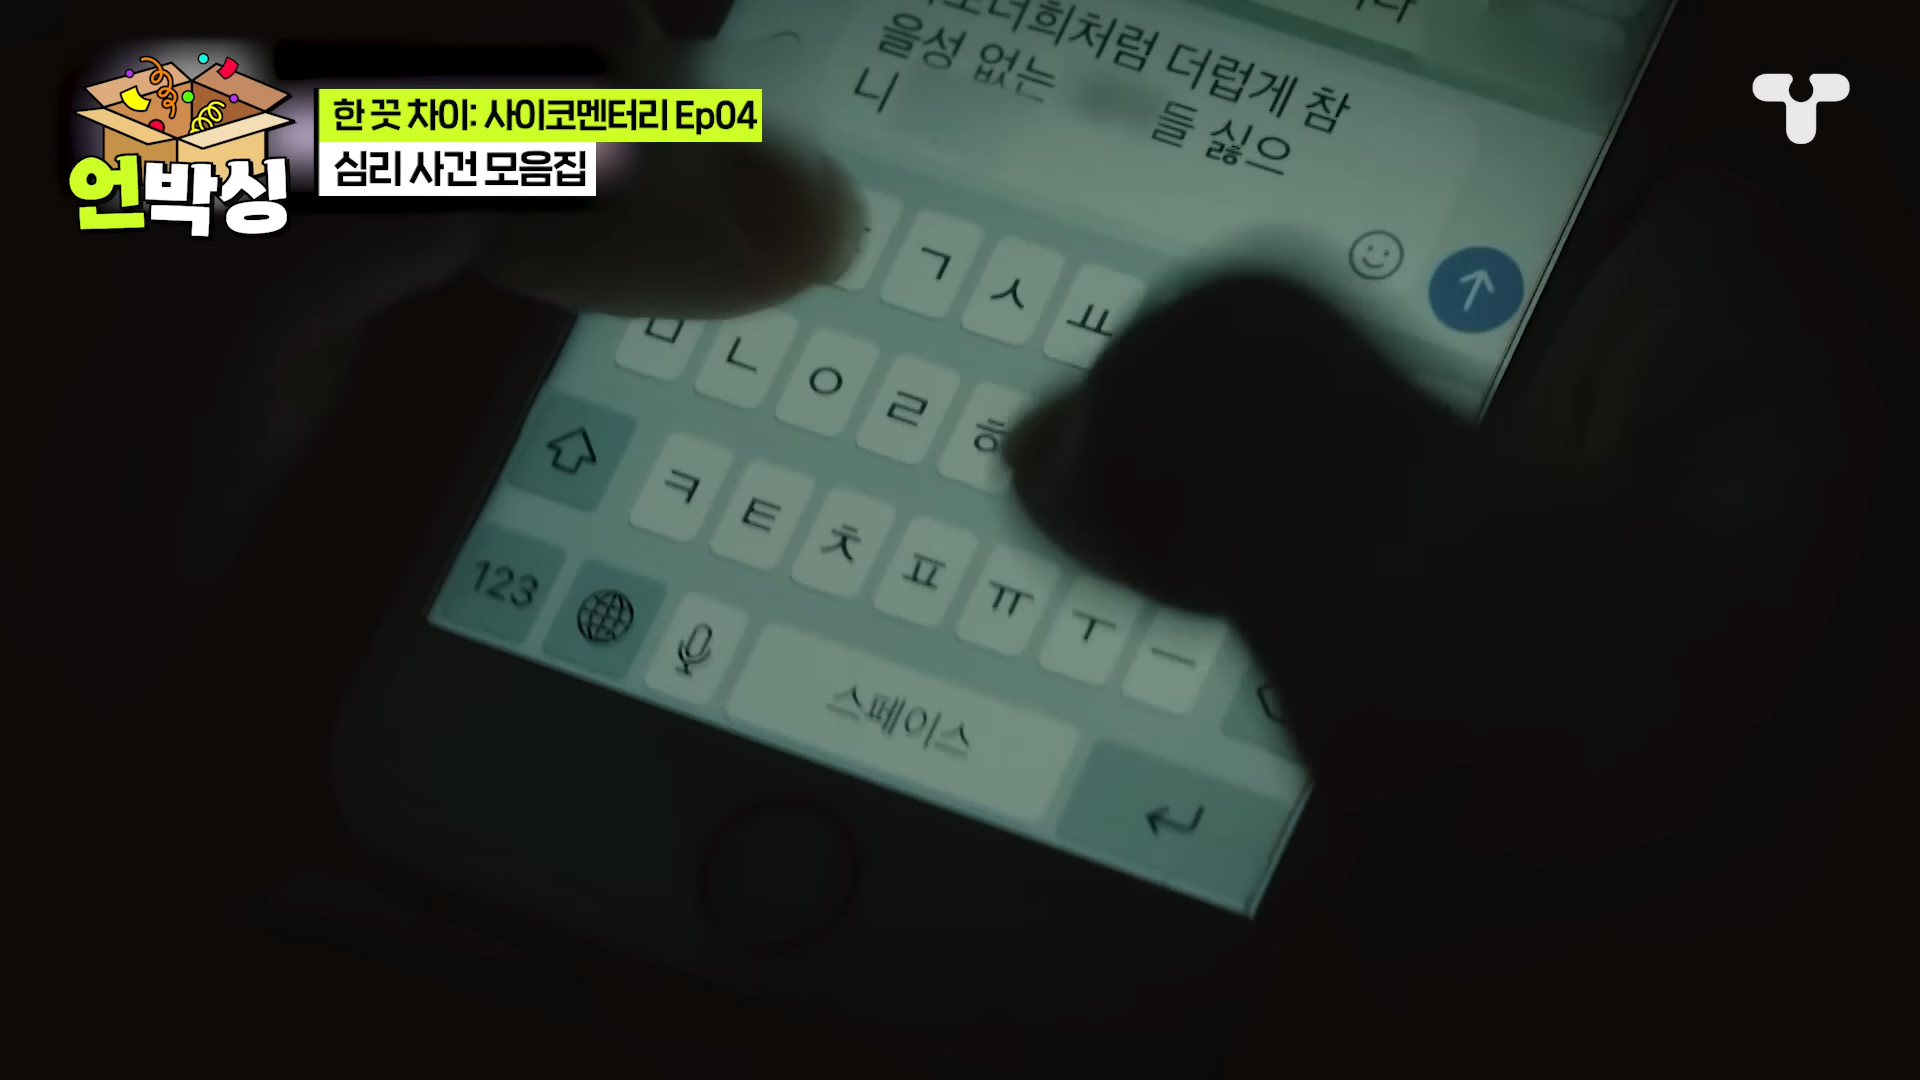 한 끗 차이: 사이코멘터리 Ep04
심리 사건 모음집
언박싱
너희처럼 더럽게 참
을성 없는 들 싫으
니
ㄱ ㅅ ㅛ
ㅁ ㄴ ㅇ ㄹ ㅎ
ㅋ ㅌ ㅊ ㅍ ㅠ ㅜ ㅡ
123 스페이스